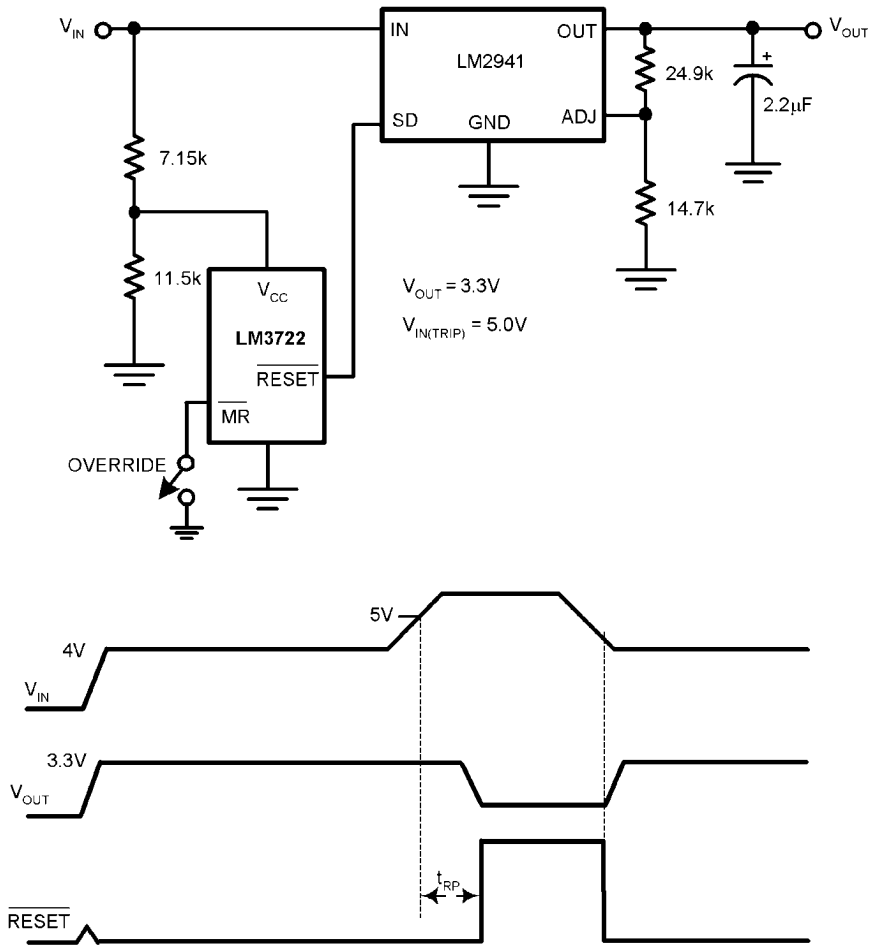 V_IN IN OUT V_OUT
LM2941
24.9k
2.2µF
SD GND ADJ
7.15k
14.7k
11.5k
V_CC
LM3722
RESET
MR
V_OUT = 3.3V
V_IN(TRIP) = 5.0V
OVERRIDE
5V
4V
V_IN
3.3V
V_OUT
t_RP
RESET
+